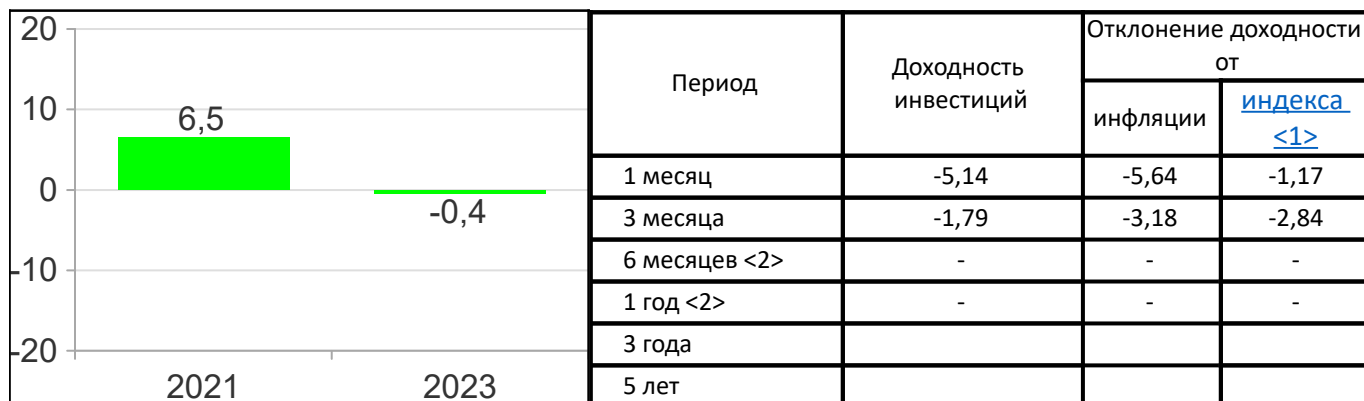 20
10
0
-10
-20
6,5
-0,4
2021 2023
Период Доходность инвестиций Отклонение доходности от
инфляции индекса <1>
1 месяц -5,14 -5,64 -1,17
3 месяца -1,79 -3,18 -2,84
6 месяцев <2> - - -
1 год <2> - - -
3 года
5 лет